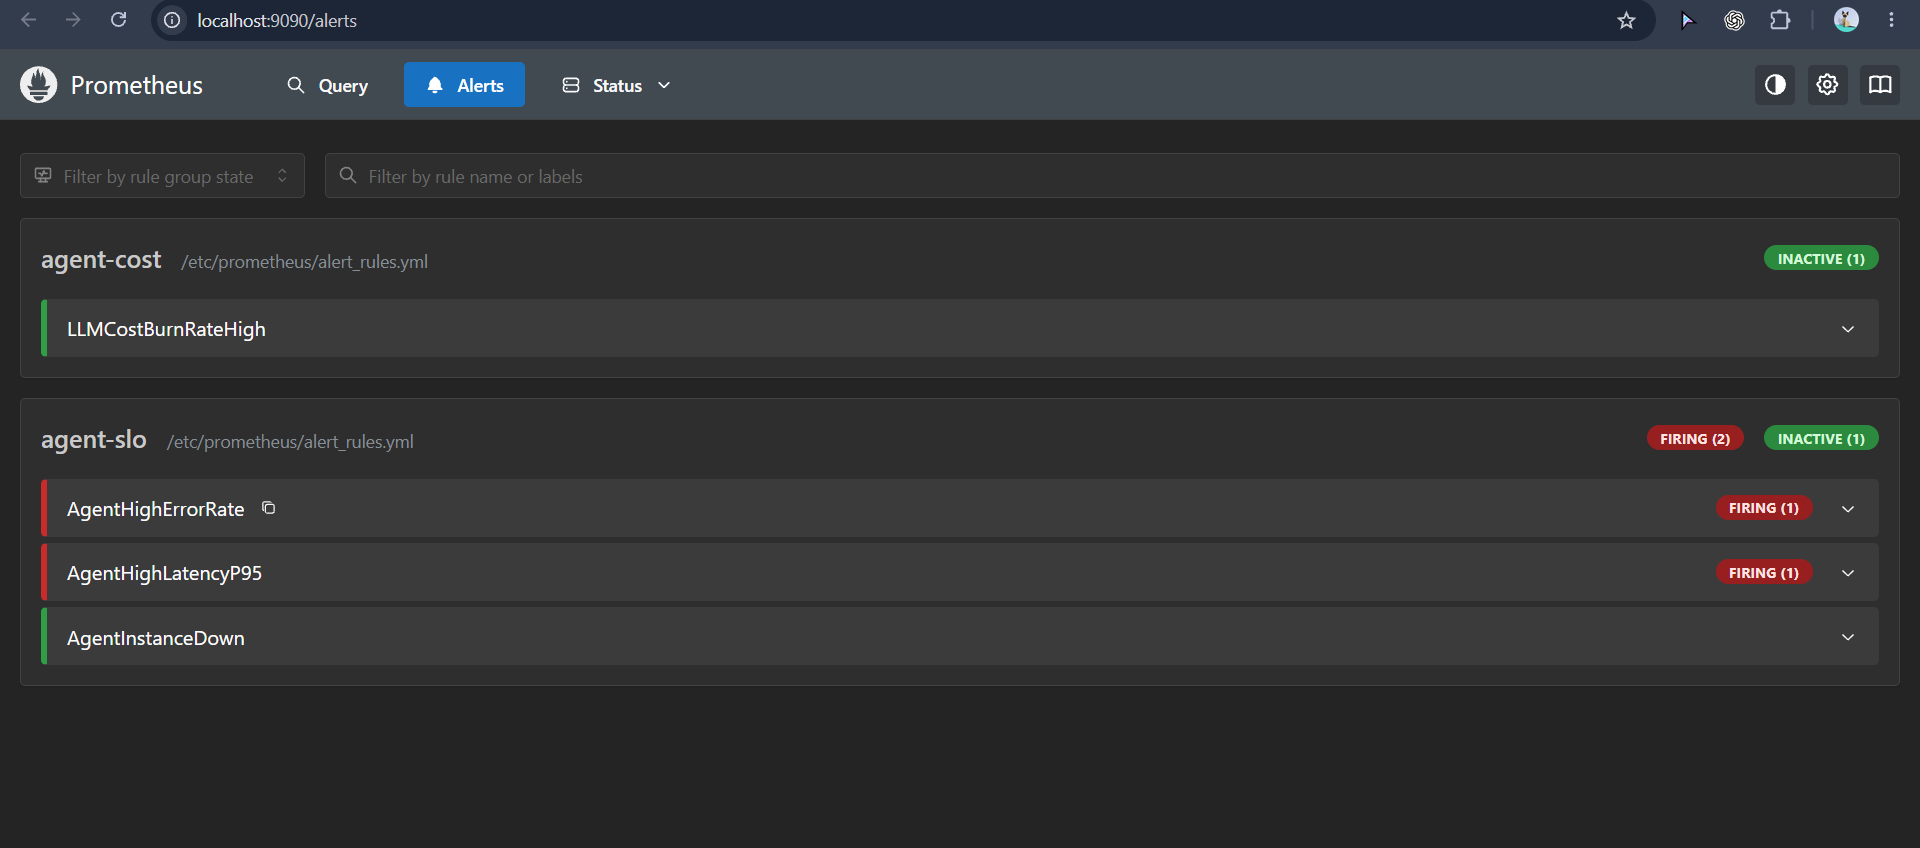 localhost:9090/alerts
Prometheus Query Alerts Status
Filter by rule group state Filter by rule name or labels
agent-cost /etc/prometheus/alert_rules.yml INACTIVE (1)
LLMCostBurnRateHigh
agent-slo /etc/prometheus/alert_rules.yml FIRING (2) INACTIVE (1)
AgentHighErrorRate FIRING (1)
AgentHighLatencyP95 FIRING (1)
AgentInstanceDown